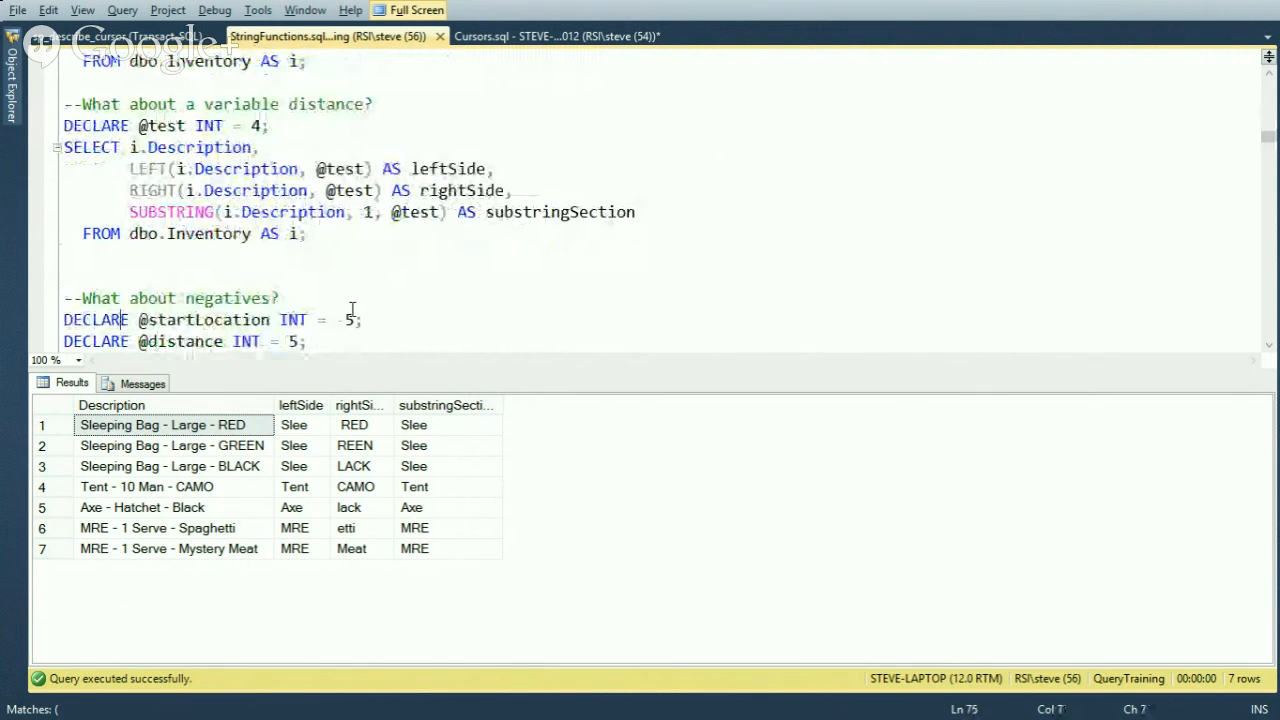 File Edit View Query Project Debug Tools Window Help Full Screen
sp_describe_cursor (Transact-SQL) StringFunctions.sql...ing (RSI\steve (56)) Cursors.sql - STEVE-...012 (RSI\steve (54))*
Google+
Object Explorer
FROM dbo.Inventory AS i;
--What about a variable distance?
DECLARE @test INT = 4;
SELECT i.Description,
LEFT(i.Description, @test) AS leftSide,
RIGHT(i.Description, @test) AS rightSide,
SUBSTRING(i.Description, 1, @test) AS substringSection
FROM dbo.Inventory AS i;
--What about negatives?
DECLARE @startLocation INT = -5;
DECLARE @distance INT = 5;
100 %
Results Messages
Description leftSide rightSi... substringSecti...
1 Sleeping Bag - Large - RED Slee RED Slee
2 Sleeping Bag - Large - GREEN Slee REEN Slee
3 Sleeping Bag - Large - BLACK Slee LACK Slee
4 Tent - 10 Man - CAMO Tent CAMO Tent
5 Axe - Hatchet - Black Axe lack Axe
6 MRE - 1 Serve - Spaghetti MRE etti MRE
7 MRE - 1 Serve - Mystery Meat MRE Meat MRE
Query executed successfully. STEVE-LAPTOP (12.0 RTM) RSI\steve (56) QueryTraining 00:00:00 7 rows
Matches: ( Ln 75 Col 7 Ch 7 INS